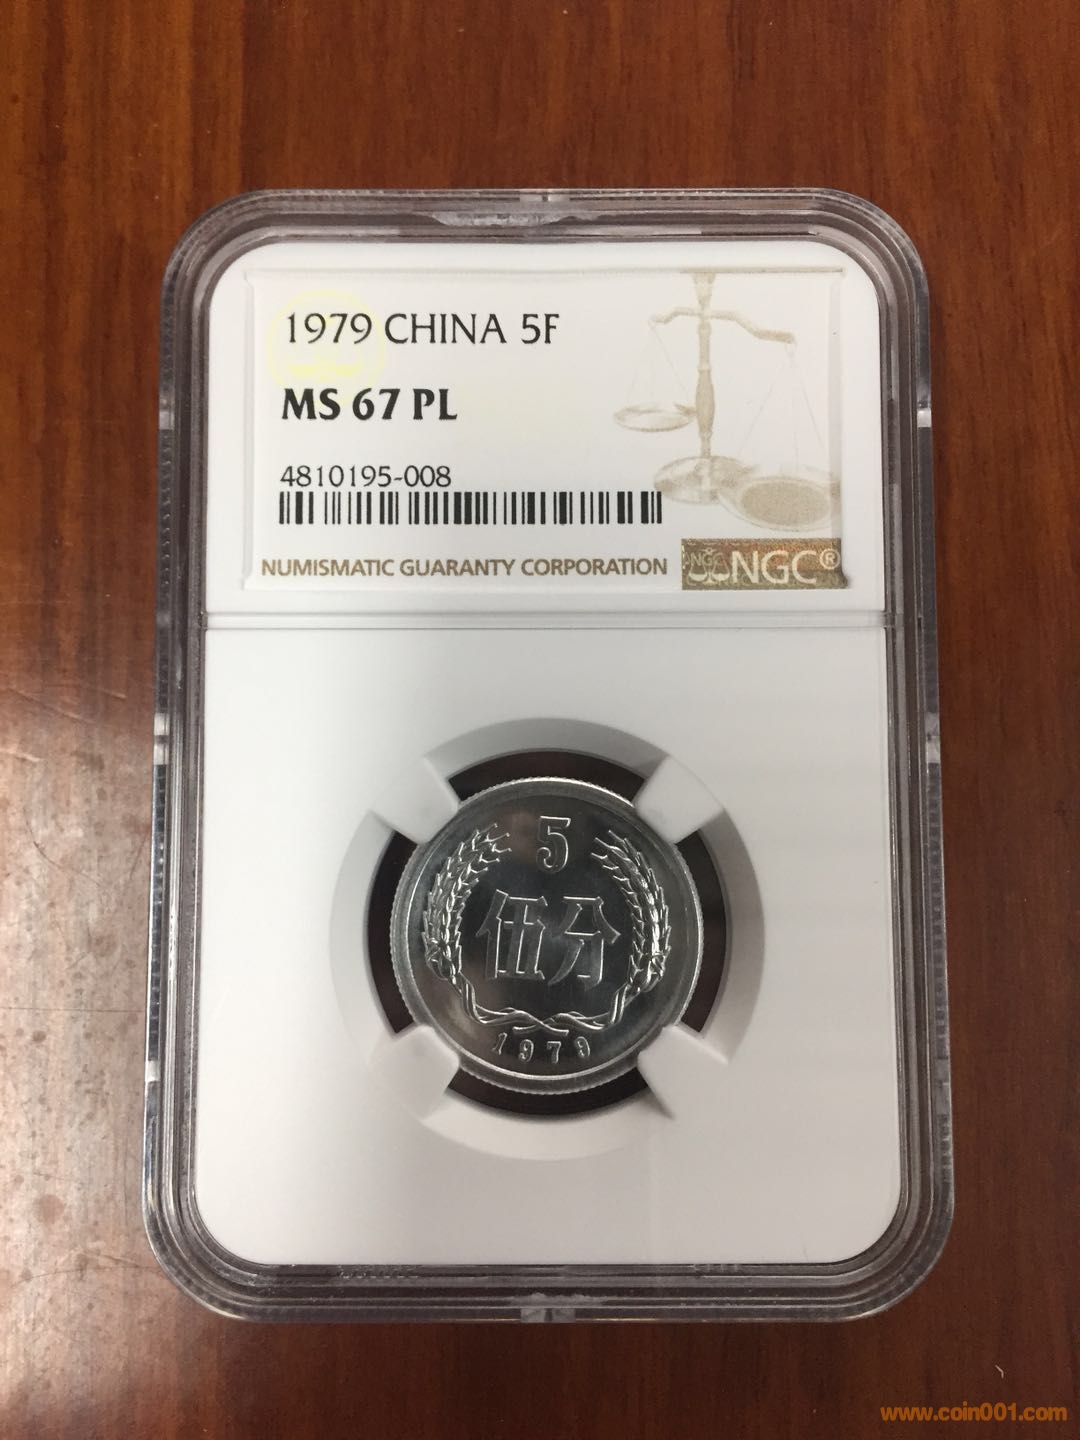 1979 CHINA 5F
MS 67 PL
4810195-008
NUMISMATIC GUARANTY CORPORATION
NGC®
5
伍分
1979
www.coin001.com